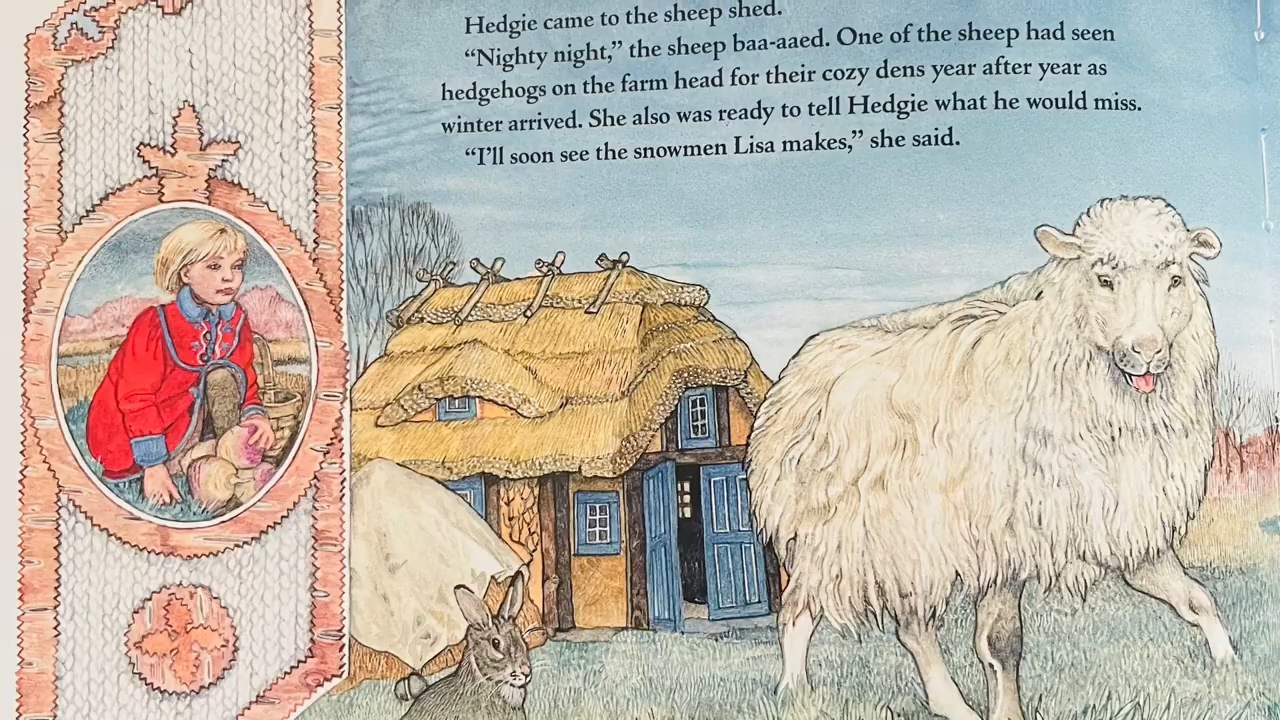 Hedgie came to the sheep shed.
“Nighty night,” the sheep baa-aaed. One of the sheep had seen
hedgehogs on the farm head for their cozy dens year after year as
winter arrived. She also was ready to tell Hedgie what he would miss.
“I’ll soon see the snowmen Lisa makes,” she said.